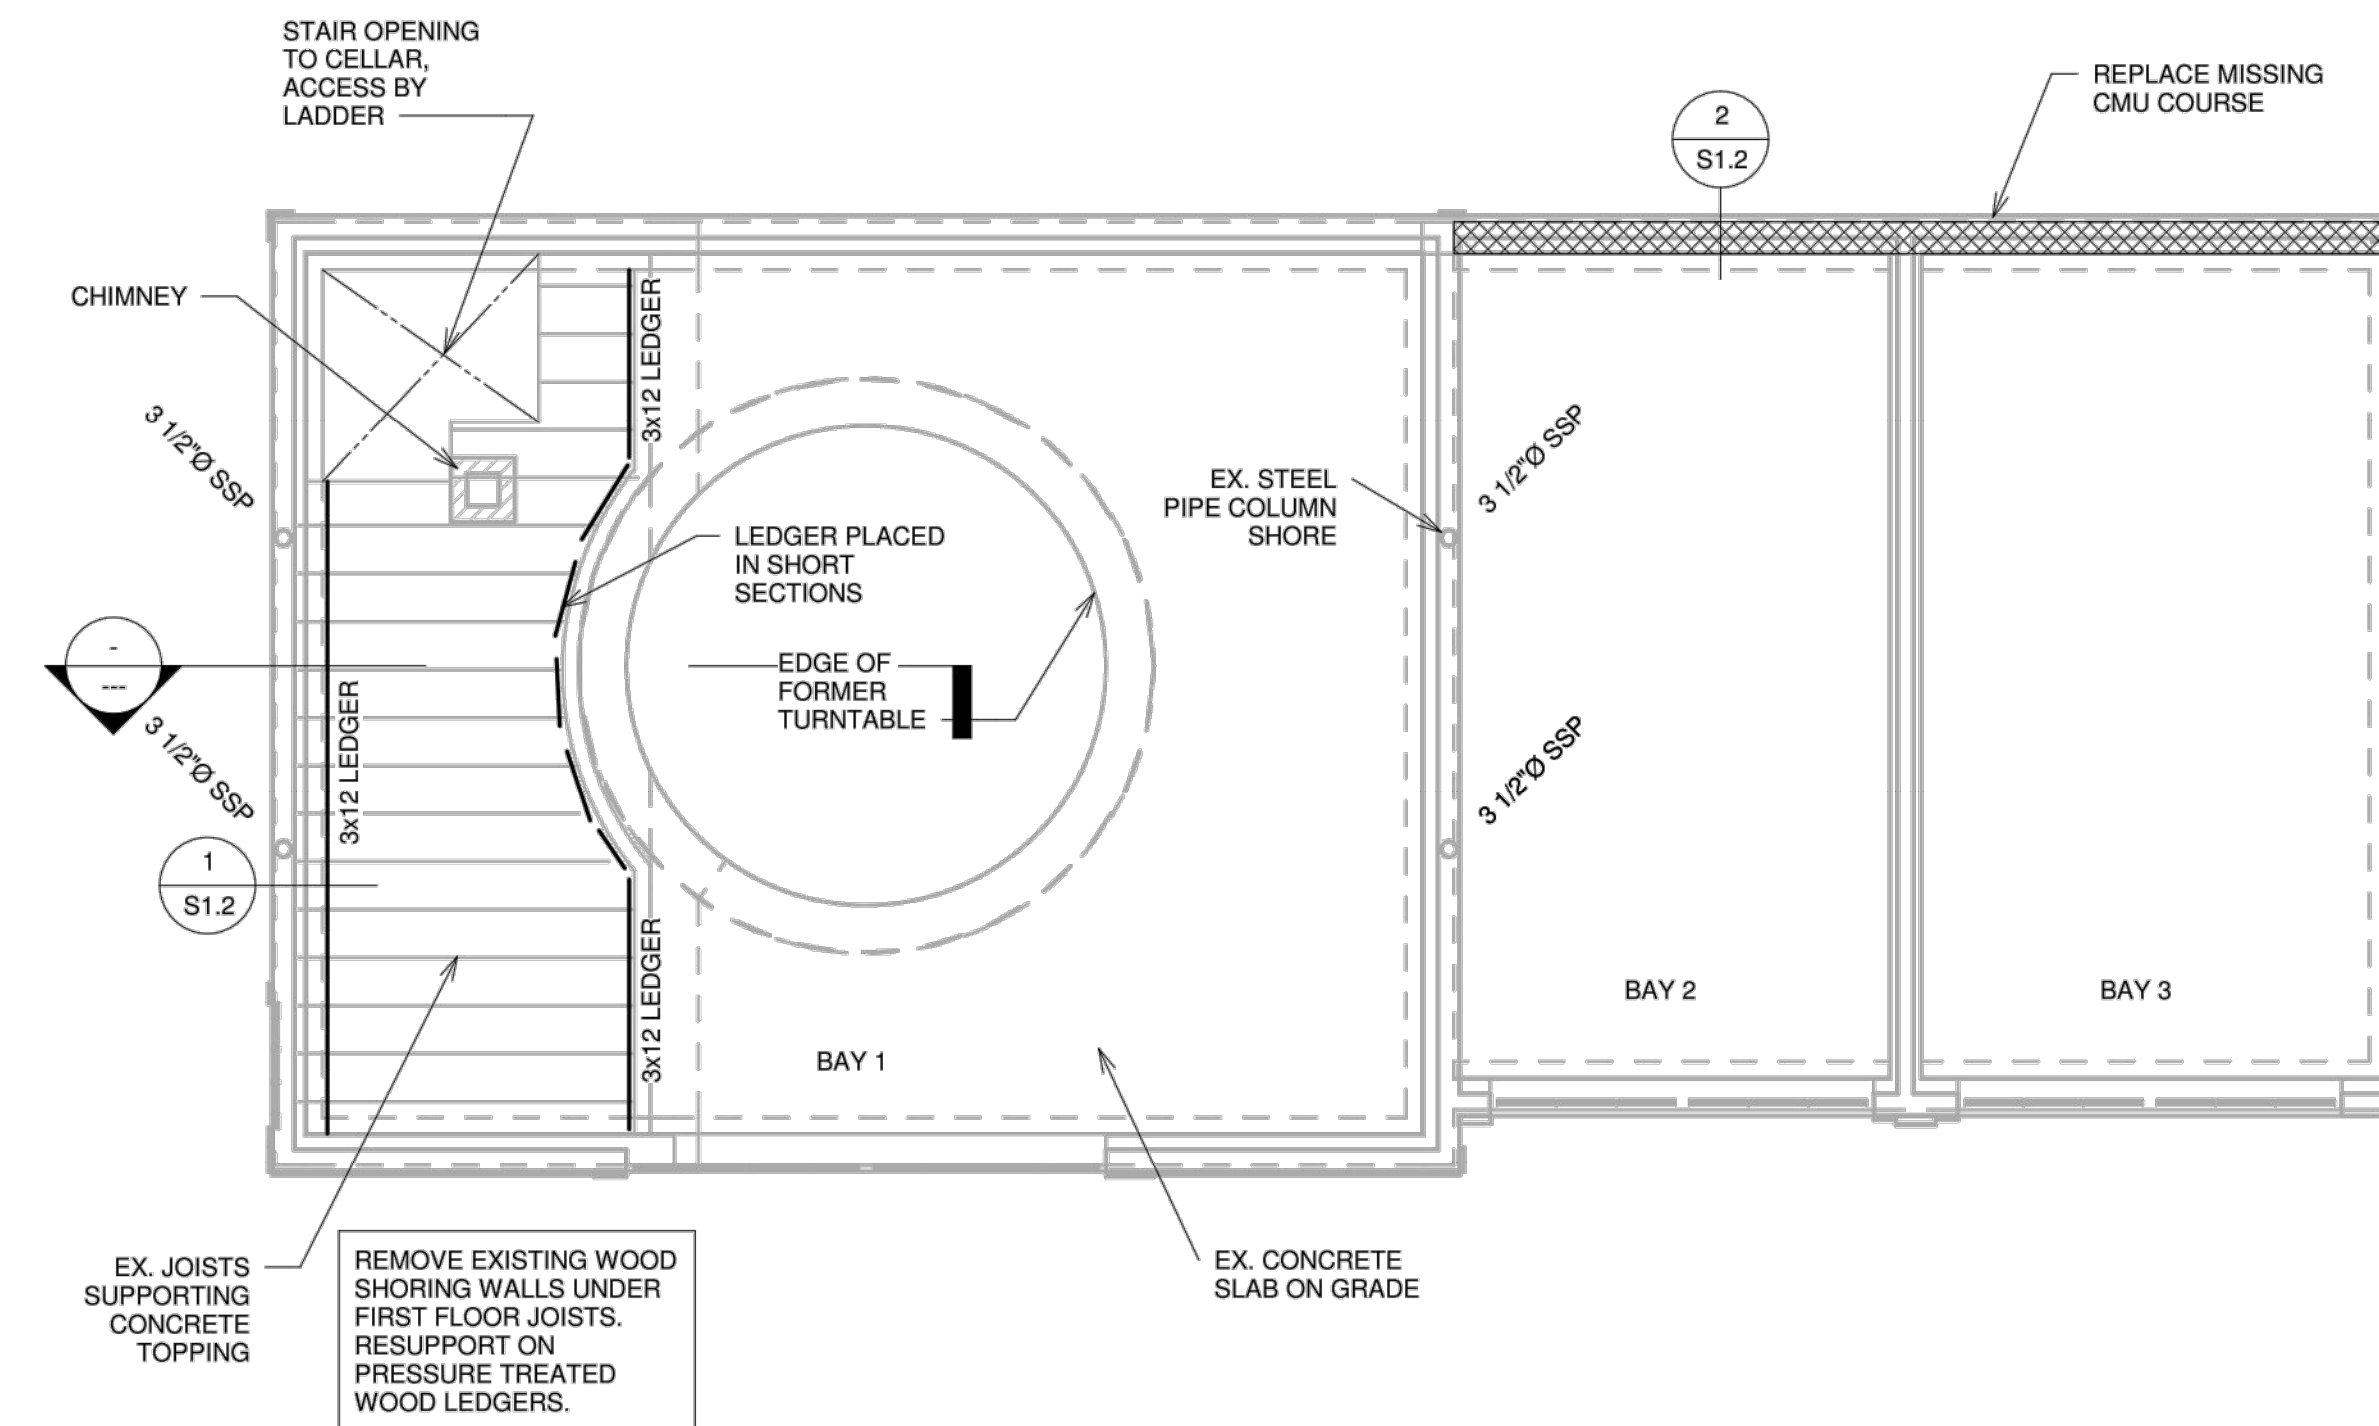 STAIR OPENING
TO CELLAR,
ACCESS BY
LADDER
REPLACE MISSING
CMU COURSE
2
S1.2
CHIMNEY
3x12 LEDGER
3 1/2"Ø SSP
3 1/2"Ø SSP
EX. STEEL
PIPE COLUMN
SHORE
LEDGER PLACED
IN SHORT
SECTIONS
-
---
EDGE OF
FORMER
TURNTABLE
3x12 LEDGER
3 1/2"Ø SSP
3 1/2"Ø SSP
1
S1.2
3x12 LEDGER
BAY 1
BAY 2
BAY 3
EX. JOISTS
SUPPORTING
CONCRETE
TOPPING
REMOVE EXISTING WOOD
SHORING WALLS UNDER
FIRST FLOOR JOISTS.
RESUPPORT ON
PRESSURE TREATED
WOOD LEDGERS.
EX. CONCRETE
SLAB ON GRADE